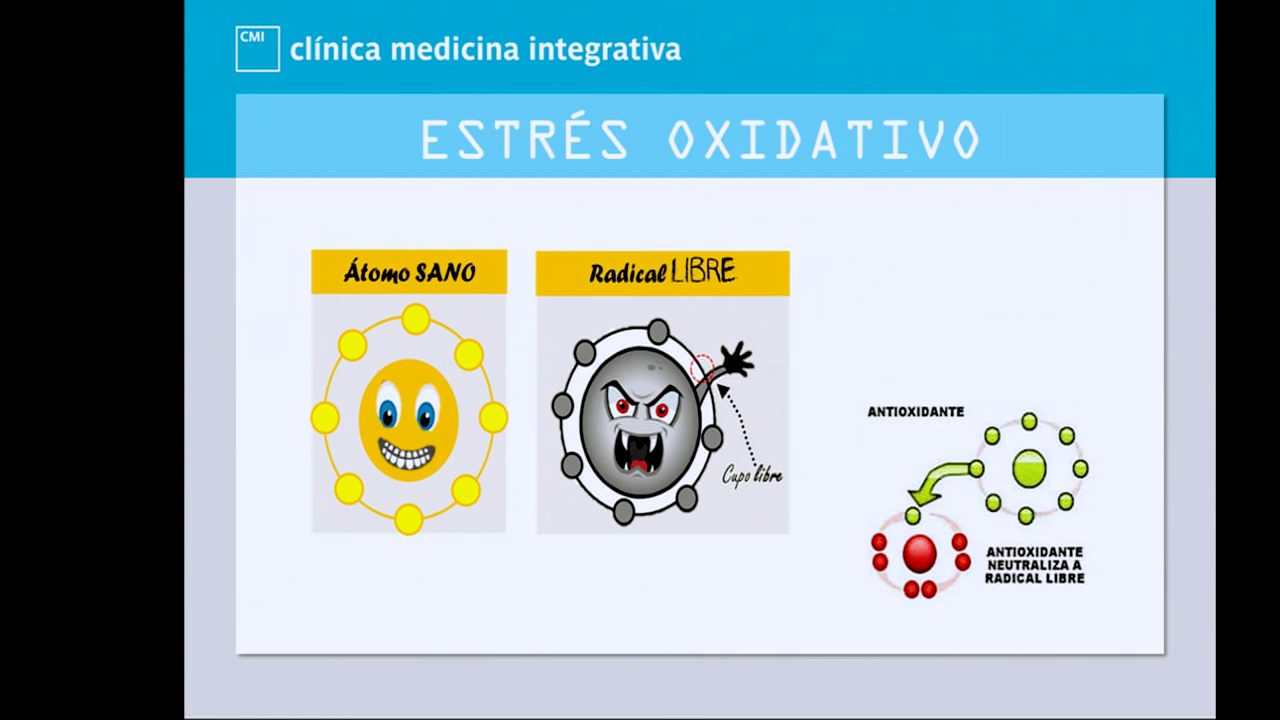 CMI
clínica medicina integrativa
ESTRÉS OXIDATIVO
Átomo SANO
Radical LIBRE
Cupo libre
ANTIOXIDANTE
ANTIOXIDANTE
NEUTRALIZA A
RADICAL LIBRE